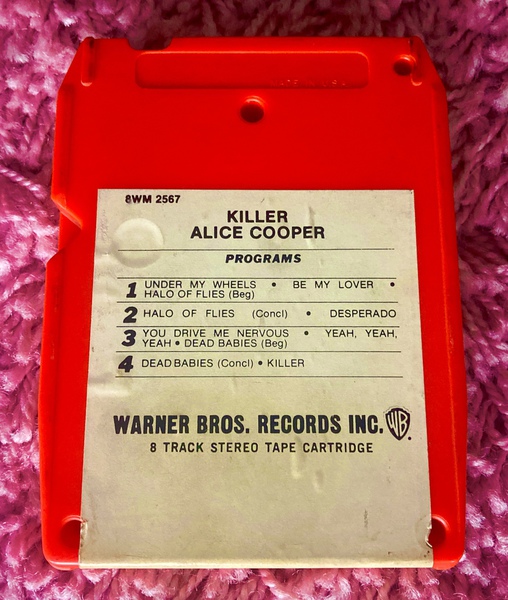 8WM 2567
KILLER
ALICE COOPER
PROGRAMS
1 UNDER MY WHEELS • BE MY LOVER •
HALO OF FLIES (Beg)
2 HALO OF FLIES (Concl) • DESPERADO
3 YOU DRIVE ME NERVOUS • YEAH, YEAH,
YEAH • DEAD BABIES (Beg)
4 DEAD BABIES (Concl) • KILLER
WARNER BROS. RECORDS INC. WB
8 TRACK STEREO TAPE CARTRIDGE